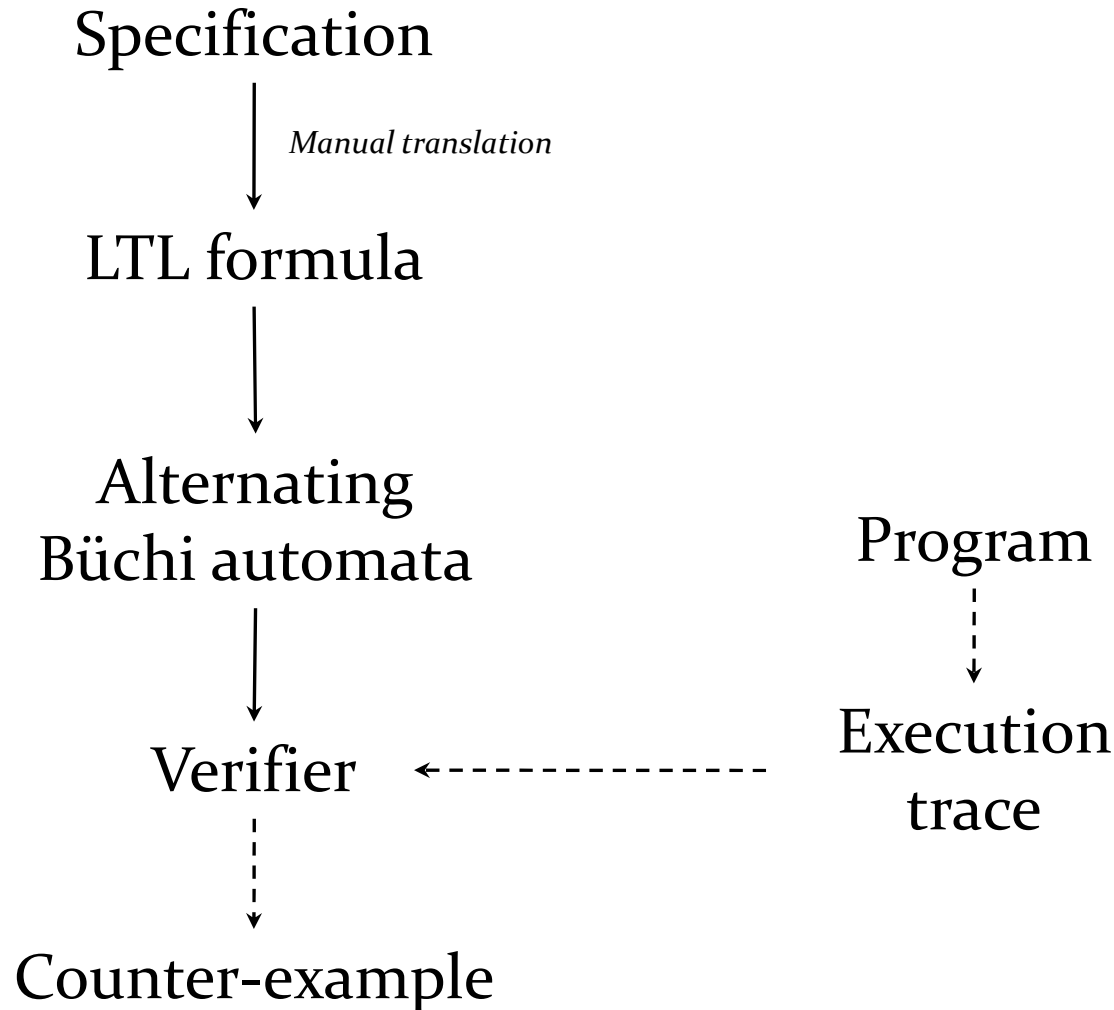 Specification
Manual translation
LTL formula
Alternating
Büchi automata
Program
Verifier
Execution
trace
Counter-example